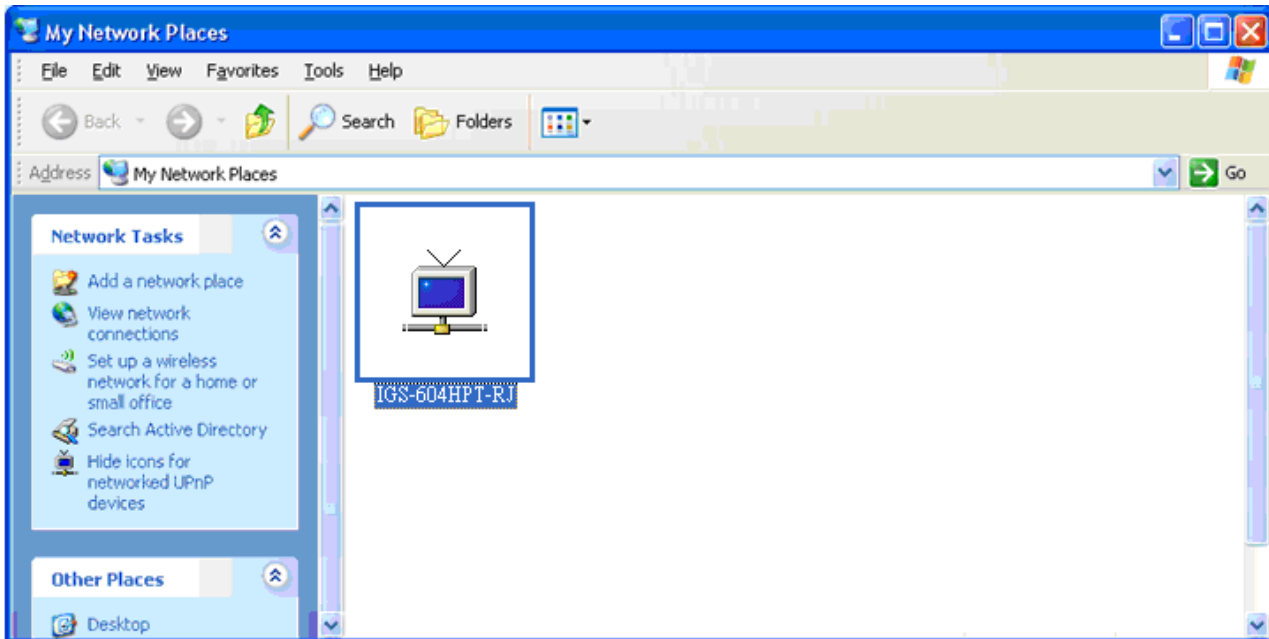 My Network Places
File Edit View Favorites Tools Help
Back Search Folders
Address My Network Places Go
Network Tasks
Add a network place
View network
connections
Set up a wireless
network for a home or
small office
Search Active Directory
Hide icons for
networked UPnP
devices
Other Places
Desktop
IGS-604HPT-RJ